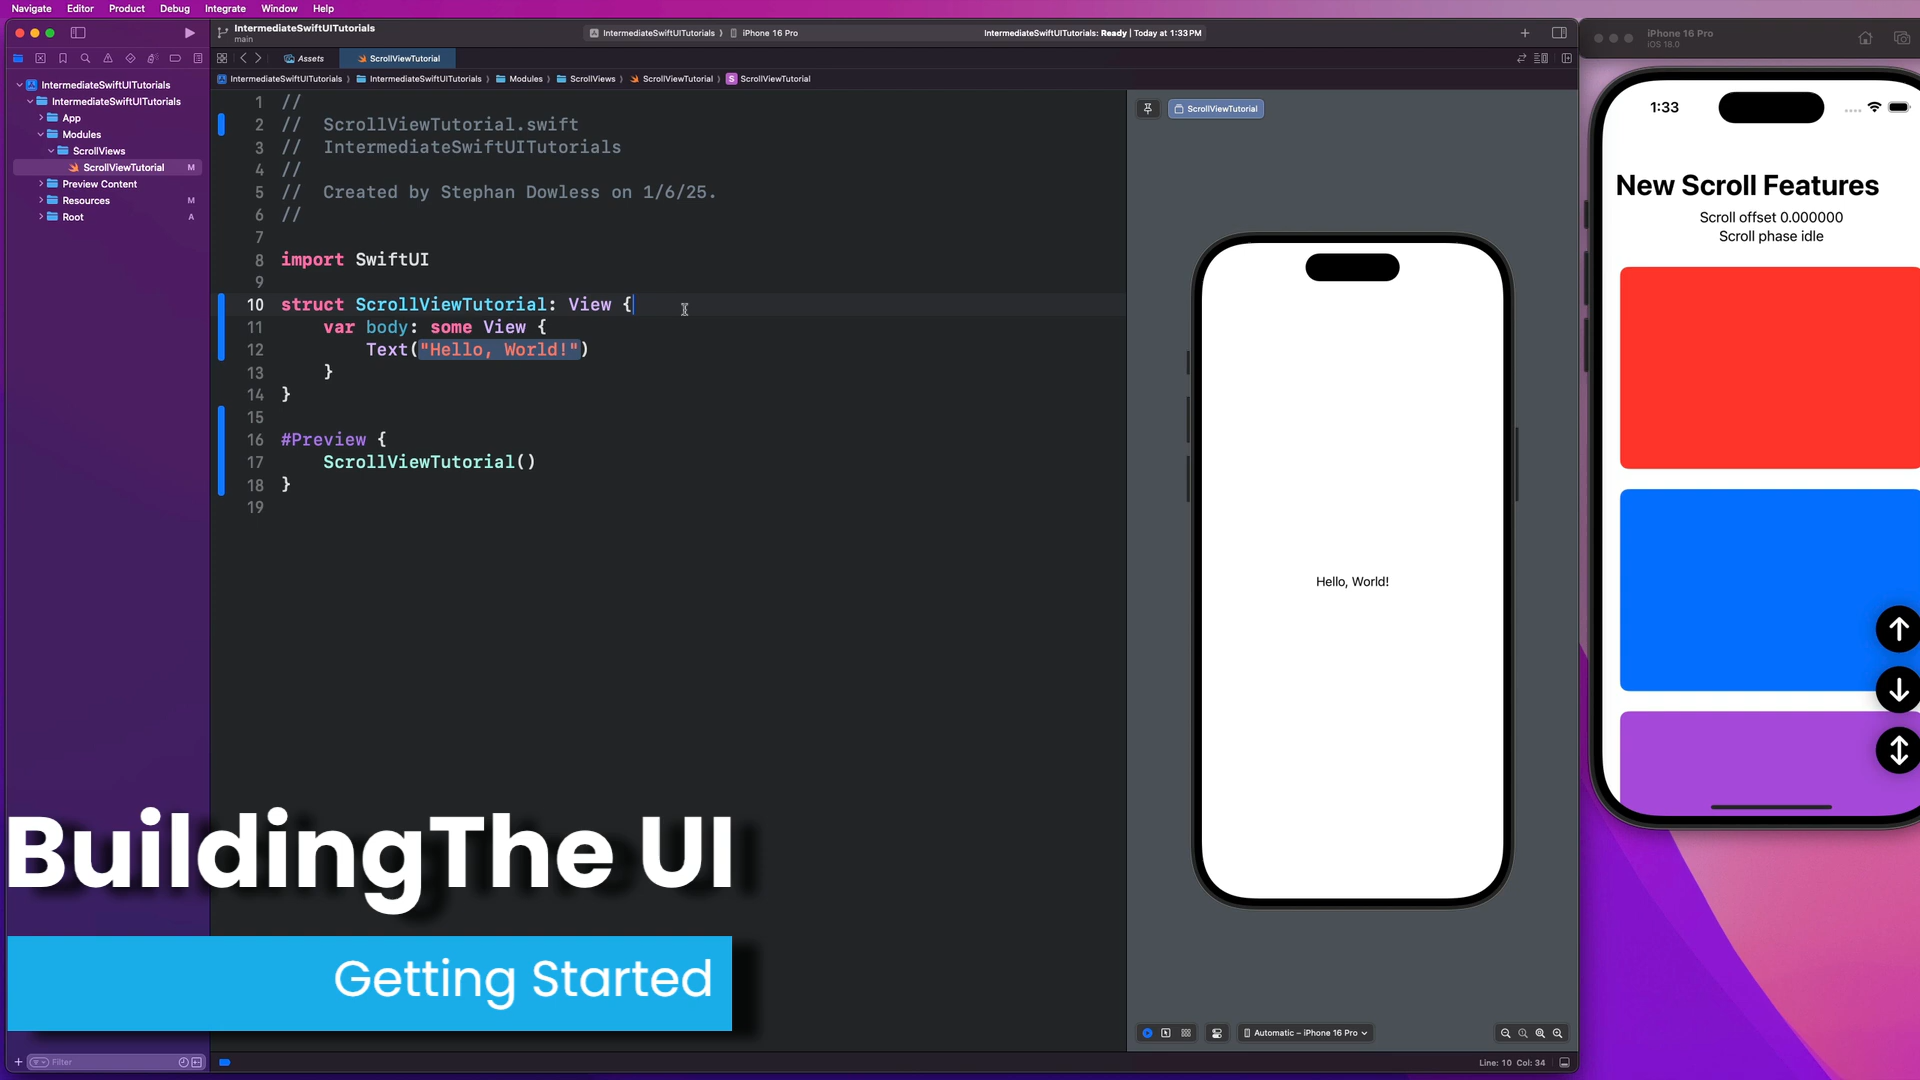 Navigate Editor Product Debug Integrate Window Help
IntermediateSwiftUITutorials
main
IntermediateSwiftUITutorials
iPhone 16 Pro
IntermediateSwiftUITutorials: Ready | Today at 1:33 PM
Assets
ScrollViewTutorial
IntermediateSwiftUITutorials
IntermediateSwiftUITutorials
Modules
ScrollViews
ScrollViewTutorial
S ScrollViewTutorial
IntermediateSwiftUITutorials
IntermediateSwiftUITutorials
App
Modules
ScrollViews
ScrollViewTutorial M
Preview Content
Resources M
Root A
1 //
2 //  ScrollViewTutorial.swift
3 //  IntermediateSwiftUITutorials
4 //
5 //  Created by Stephan Dowless on 1/6/25.
6 //
7
8 import SwiftUI
9
10 struct ScrollViewTutorial: View {
11     var body: some View {
12         Text("Hello, World!")
13     }
14 }
15
16 #Preview {
17     ScrollViewTutorial()
18 }
19
ScrollViewTutorial
Hello, World!
Automatic – iPhone 16 Pro
iPhone 16 Pro
iOS 18.0
1:33
New Scroll Features
Scroll offset 0.000000
Scroll phase idle
BuildingThe UI
Getting Started
Filter
Line: 10 Col: 34